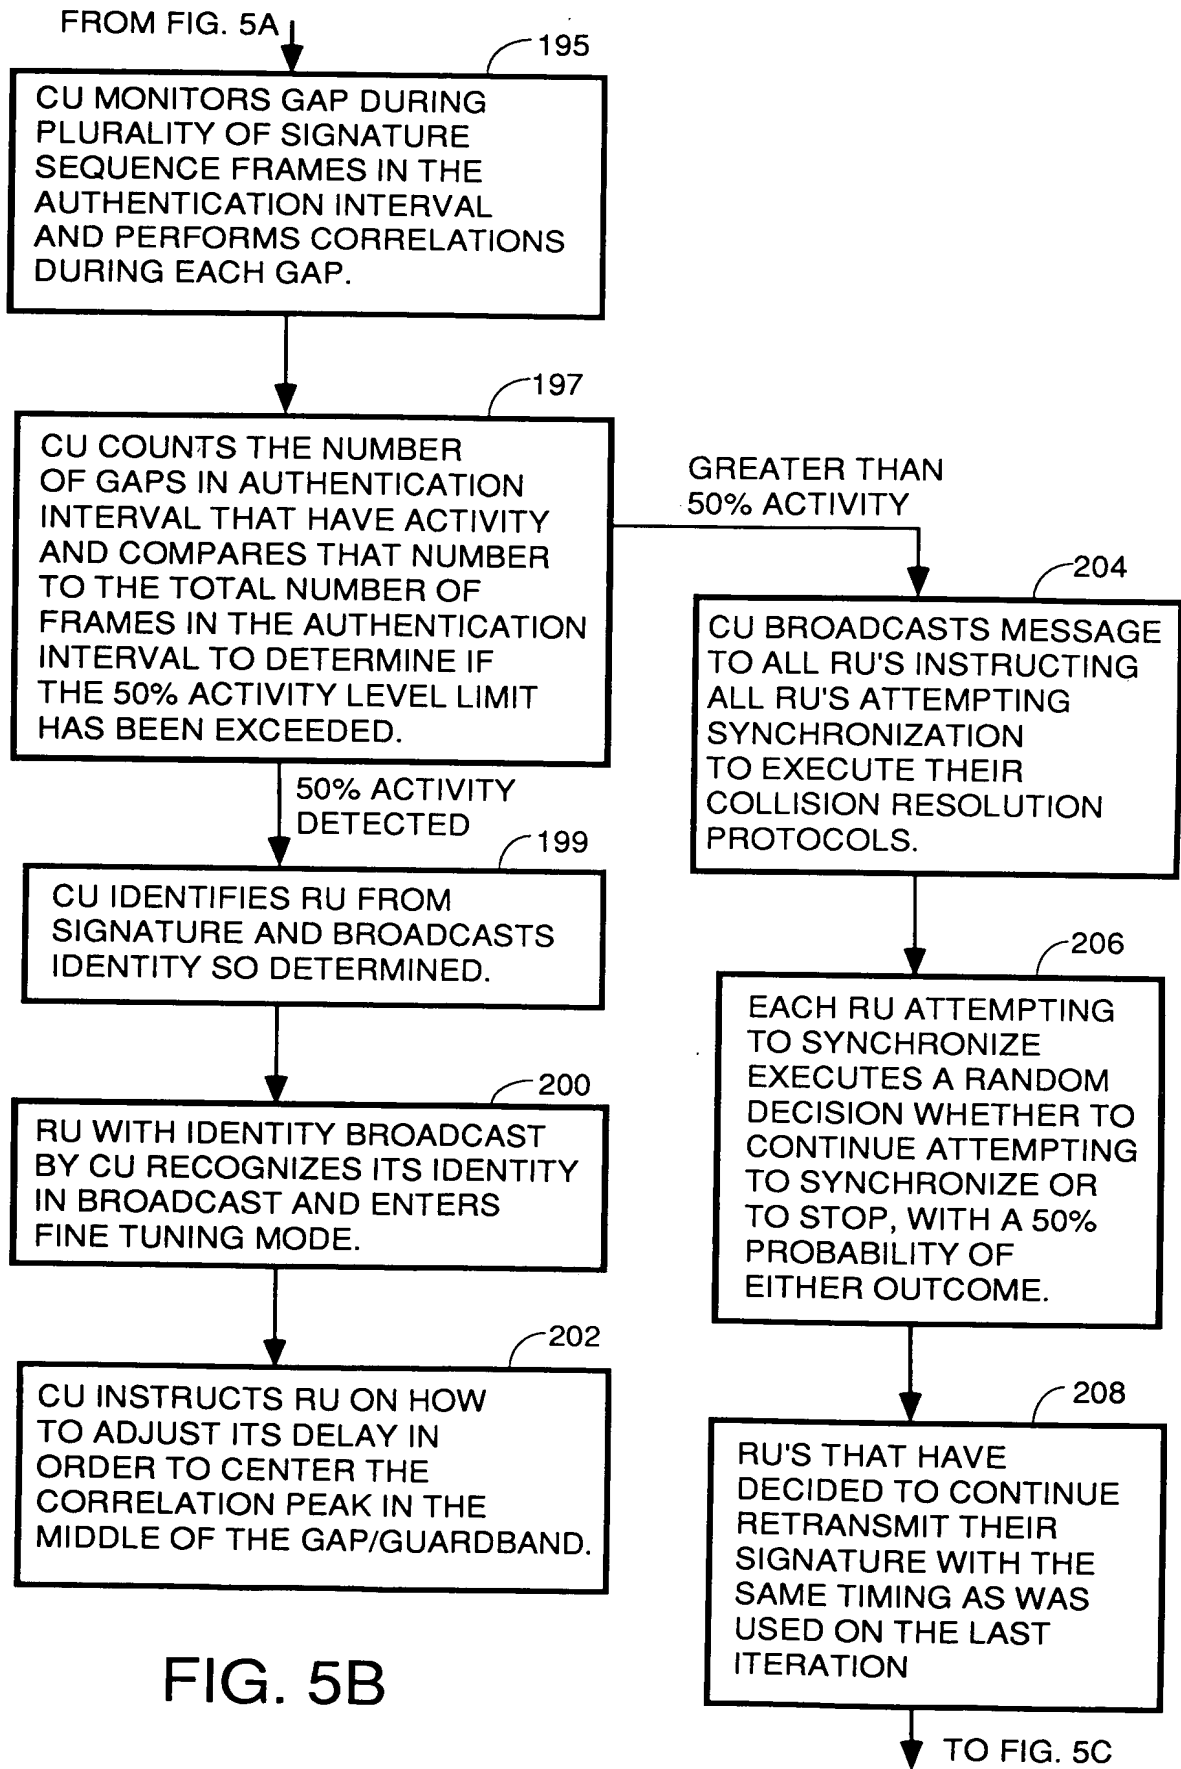 FROM FIG. 5A
195
CU MONITORS GAP DURING
PLURALITY OF SIGNATURE
SEQUENCE FRAMES IN THE
AUTHENTICATION INTERVAL
AND PERFORMS CORRELATIONS
DURING EACH GAP.
197
CU COUNTS THE NUMBER
OF GAPS IN AUTHENTICATION
INTERVAL THAT HAVE ACTIVITY
AND COMPARES THAT NUMBER
TO THE TOTAL NUMBER OF
FRAMES IN THE AUTHENTICATION
INTERVAL TO DETERMINE IF
THE 50% ACTIVITY LEVEL LIMIT
HAS BEEN EXCEEDED.
50% ACTIVITY
DETECTED
199
CU IDENTIFIES RU FROM
SIGNATURE AND BROADCASTS
IDENTITY SO DETERMINED.
200
RU WITH IDENTITY BROADCAST
BY CU RECOGNIZES ITS IDENTITY
IN BROADCAST AND ENTERS
FINE TUNING MODE.
202
CU INSTRUCTS RU ON HOW
TO ADJUST ITS DELAY IN
ORDER TO CENTER THE
CORRELATION PEAK IN THE
MIDDLE OF THE GAP/GUARDBAND.
GREATER THAN
50% ACTIVITY
204
CU BROADCASTS MESSAGE
TO ALL RU'S INSTRUCTING
ALL RU'S ATTEMPTING
SYNCHRONIZATION
TO EXECUTE THEIR
COLLISION RESOLUTION
PROTOCOLS.
206
EACH RU ATTEMPTING
TO SYNCHRONIZE
EXECUTES A RANDOM
DECISION WHETHER TO
CONTINUE ATTEMPTING
TO SYNCHRONIZE OR
TO STOP, WITH A 50%
PROBABILITY OF
EITHER OUTCOME.
208
RU'S THAT HAVE
DECIDED TO CONTINUE
RETRANSMIT THEIR
SIGNATURE WITH THE
SAME TIMING AS WAS
USED ON THE LAST
ITERATION
TO FIG. 5C
FIG. 5B